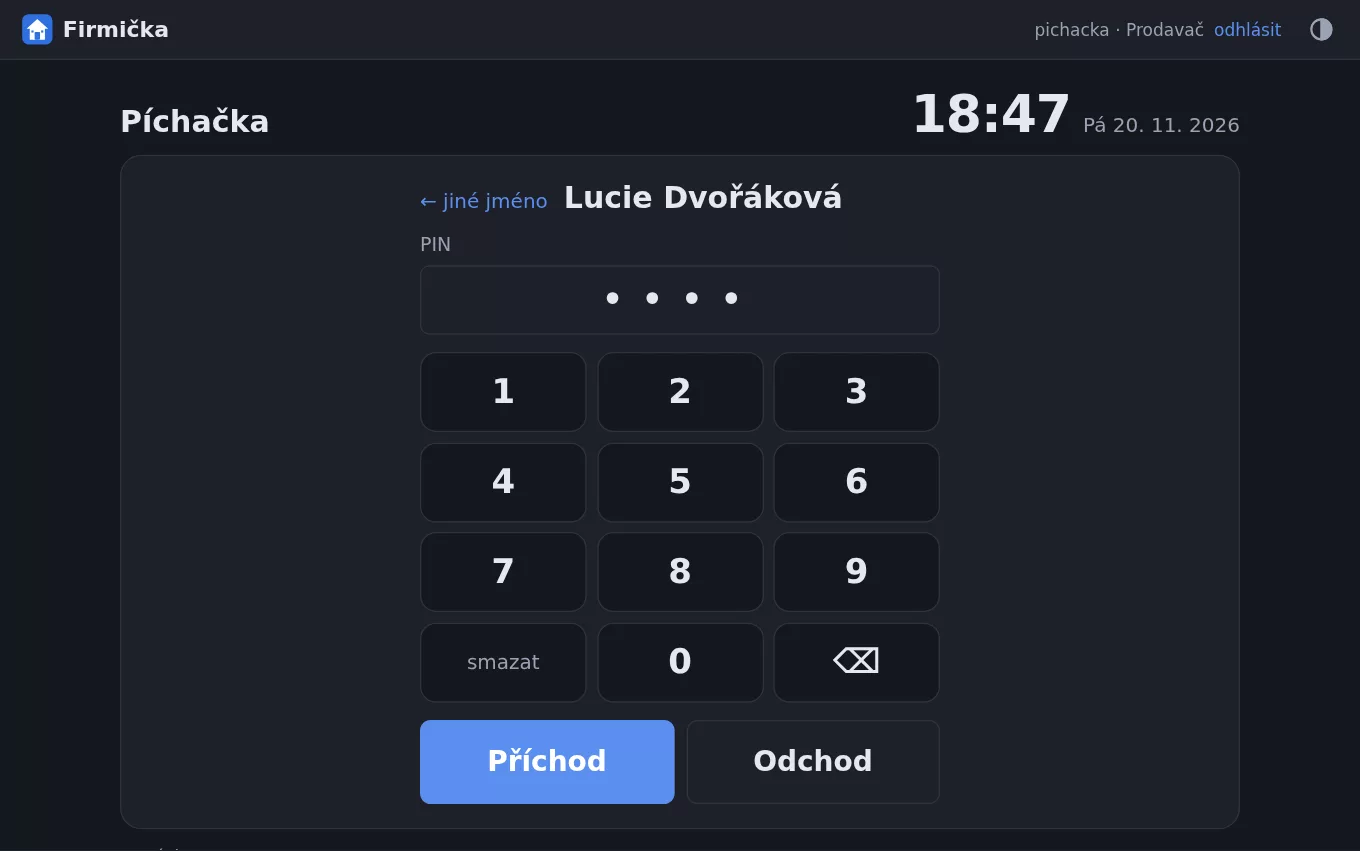 Firmička
pichacka · Prodavač odhlásit
Píchačka
18:47 Pá 20. 11. 2026
← jiné jméno Lucie Dvořáková
PIN
• • • •
1 2 3
4 5 6
7 8 9
smazat 0 ⌫
Příchod Odchod